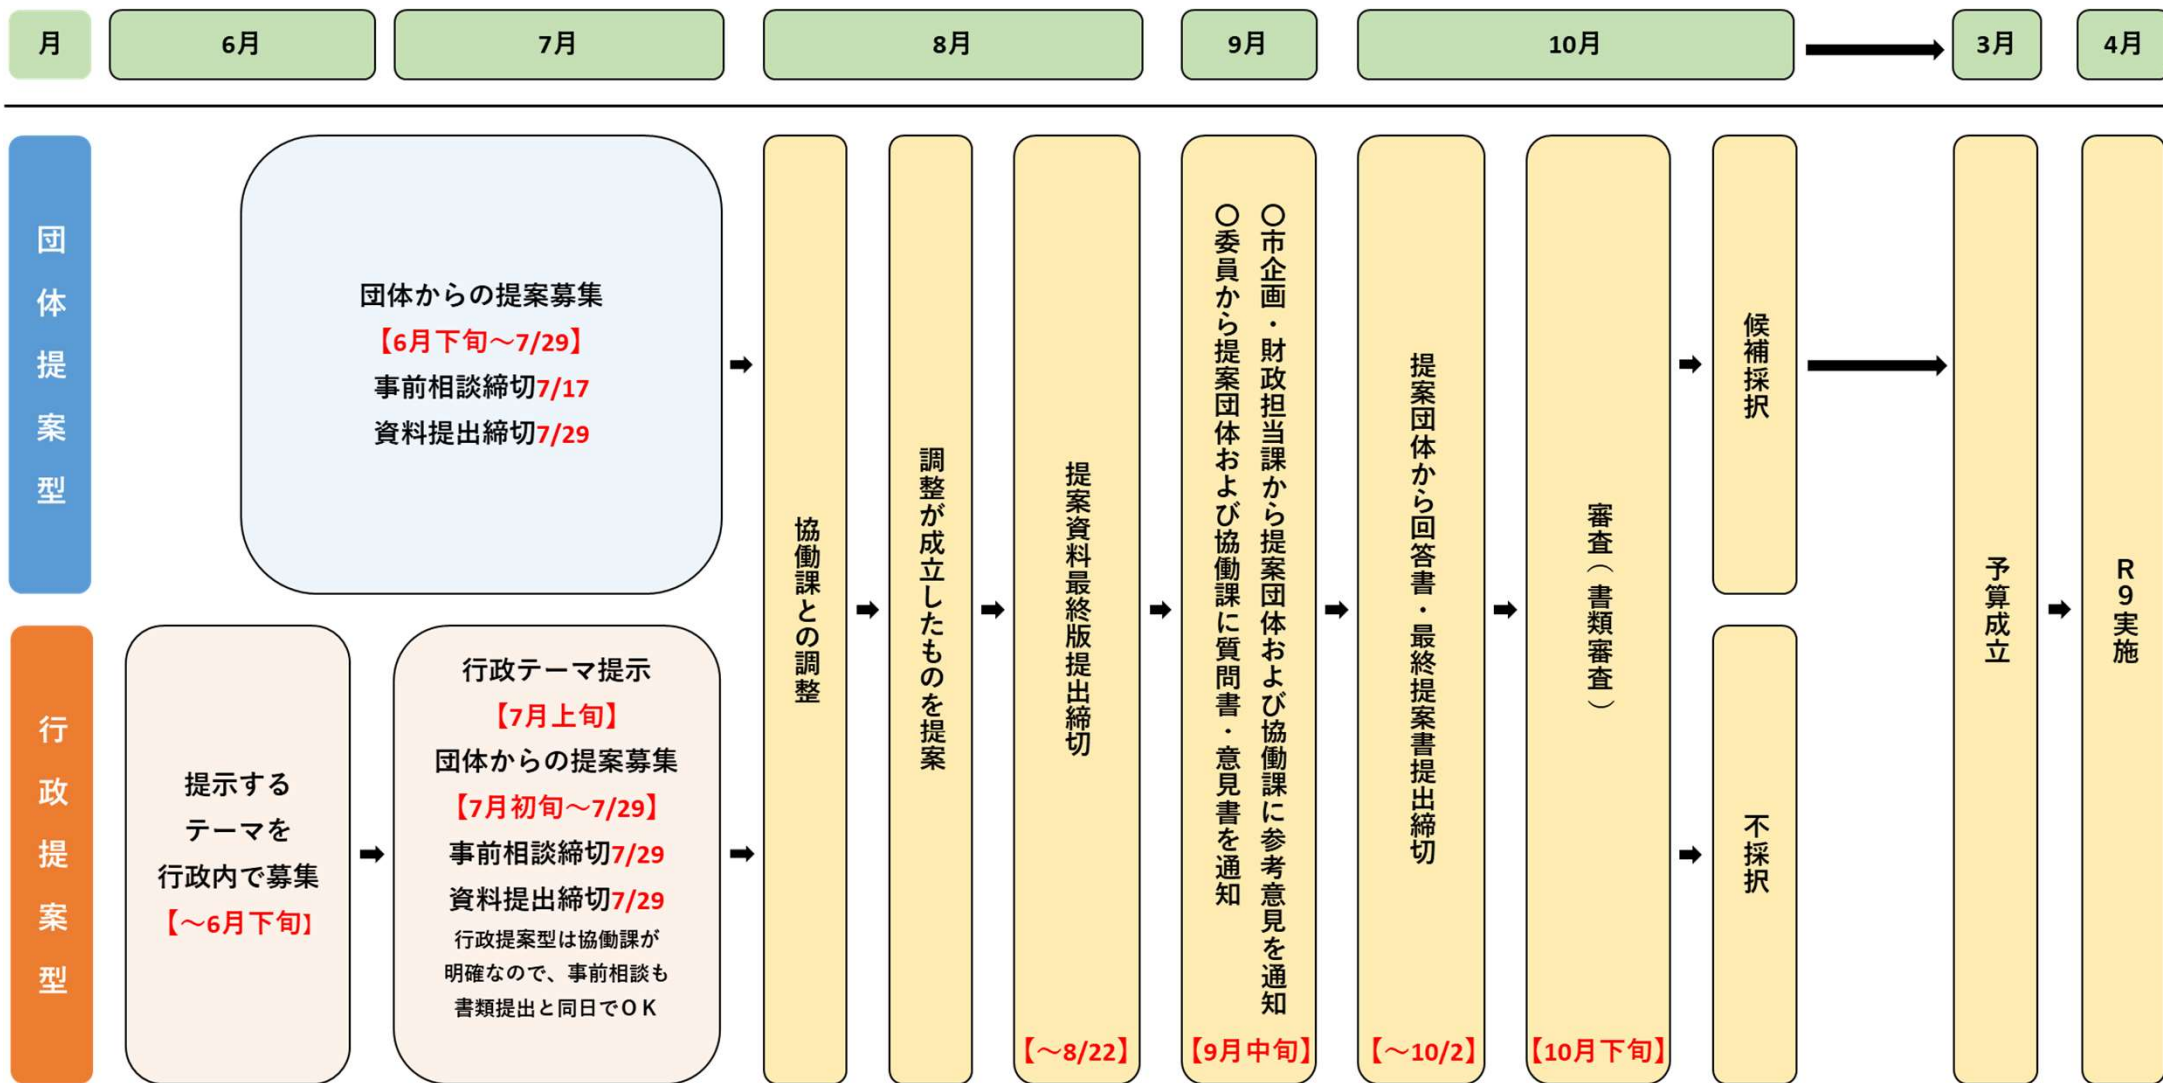 月
6月
7月
8月
9月
10月
3月
4月
団体提案型
団体からの提案募集
【6月下旬～7/29】
事前相談締切7/17
資料提出締切7/29
行政提案型
提示する
テーマを
行政内で募集
【～6月下旬】
行政テーマ提示
【7月上旬】
団体からの提案募集
【7月初旬～7/29】
事前相談締切7/29
資料提出締切7/29
行政提案型は協働課が
明確なので、事前相談も
書類提出と同日でOK
協働課との調整
調整が成立したものを提案
提案資料最終版提出締切
【～8/22】
○市企画・財政担当課から提案団体および協働課に参考意見を通知
○委員から提案団体および協働課に質問書・意見書を通知
【9月中旬】
提案団体から回答書・最終提案書提出締切
【～10/2】
審査（書類審査）
【10月下旬】
候補採択
不採択
予算成立
R9実施